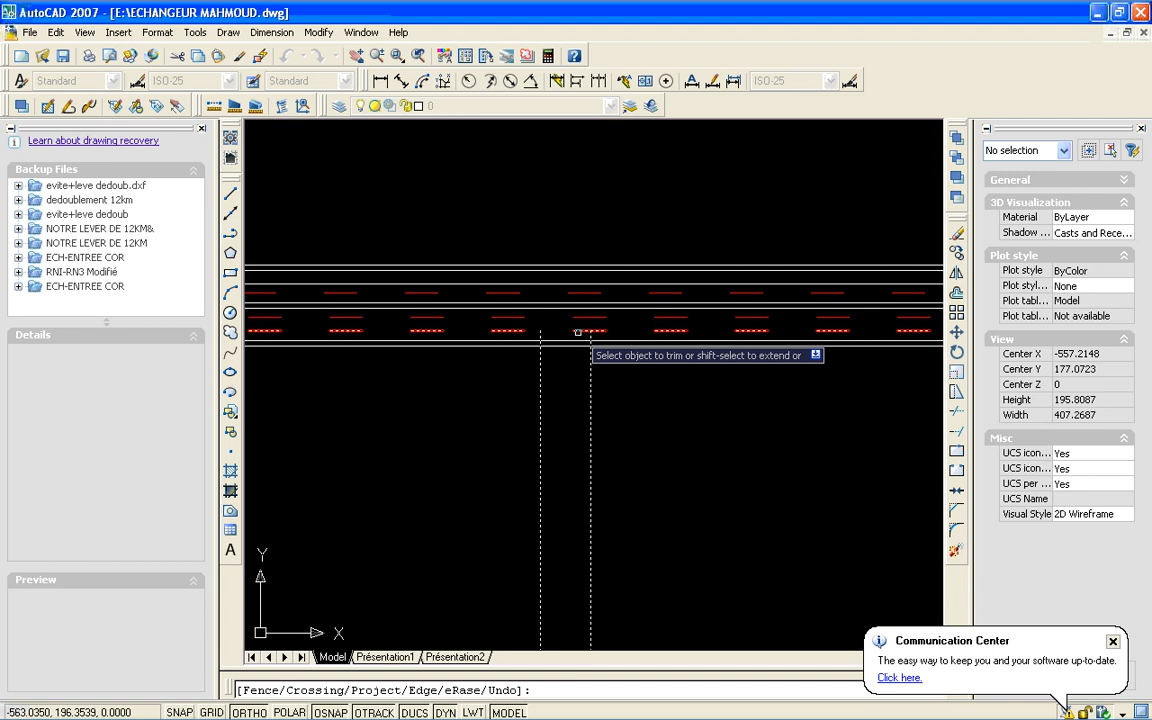 AutoCAD 2007 - [E:\ECHANGEUR MAHMOUD.dwg]
File Edit View Insert Format Tools Draw Dimension Modify Window Help
Standard ISO-25 Standard ISO-25
0
Learn about drawing recovery
Backup Files
evite+leve dedoub.dxf
dedoublement 12km
evite+leve dedoub
NOTRE LEVER DE 12KM&
NOTRE LEVER DE 12KM
ECH-ENTREE COR
RNI-RN3 Modifié
ECH-ENTREE COR
Details
Preview
Select object to trim or shift-select to extend or
Y
X
Model Présentation1 Présentation2
[Fence/Crossing/Project/Edge/eRase/Undo]:
-563.0350, 196.3539, 0.0000 SNAP GRID ORTHO POLAR OSNAP OTRACK DUCS DYN LWT MODEL
No selection
General
3D Visualization
Material ByLayer
Shadow ... Casts and Rece...
Plot style
Plot style ByColor
Plot styl... None
Plot tabl... Model
Plot tabl... Not available
View
Center X -557.2148
Center Y 177.0723
Center Z 0
Height 195.8087
Width 407.2687
Misc
UCS icon... Yes
UCS icon... Yes
UCS per ... Yes
UCS Name
Visual Style 2D Wireframe
Communication Center
The easy way to keep you and your software up-to-date.
Click here.